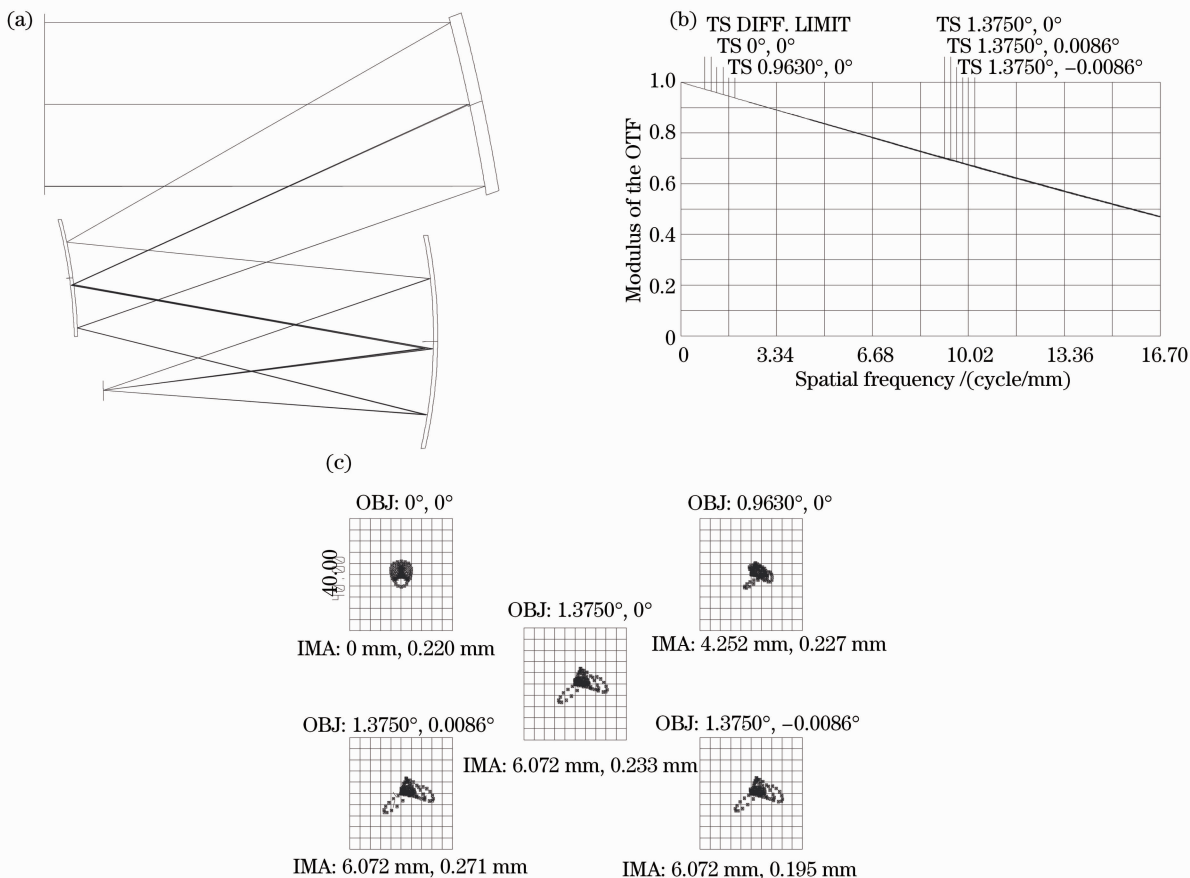 (a)
(b)
TS DIFF. LIMIT
TS 0°, 0°
TS 0.9630°, 0°
TS 1.3750°, 0°
TS 1.3750°, 0.0086°
TS 1.3750°, −0.0086°
1.0
0.8
0.6
0.4
0.2
0
Modulus of the OTF
0 3.34 6.68 10.02 13.36 16.70
Spatial frequency /(cycle/mm)
(c)
OBJ: 0°, 0°
40.00
IMA: 0 mm, 0.220 mm
OBJ: 0.9630°, 0°
IMA: 4.252 mm, 0.227 mm
OBJ: 1.3750°, 0°
IMA: 6.072 mm, 0.233 mm
OBJ: 1.3750°, 0.0086°
IMA: 6.072 mm, 0.271 mm
OBJ: 1.3750°, −0.0086°
IMA: 6.072 mm, 0.195 mm